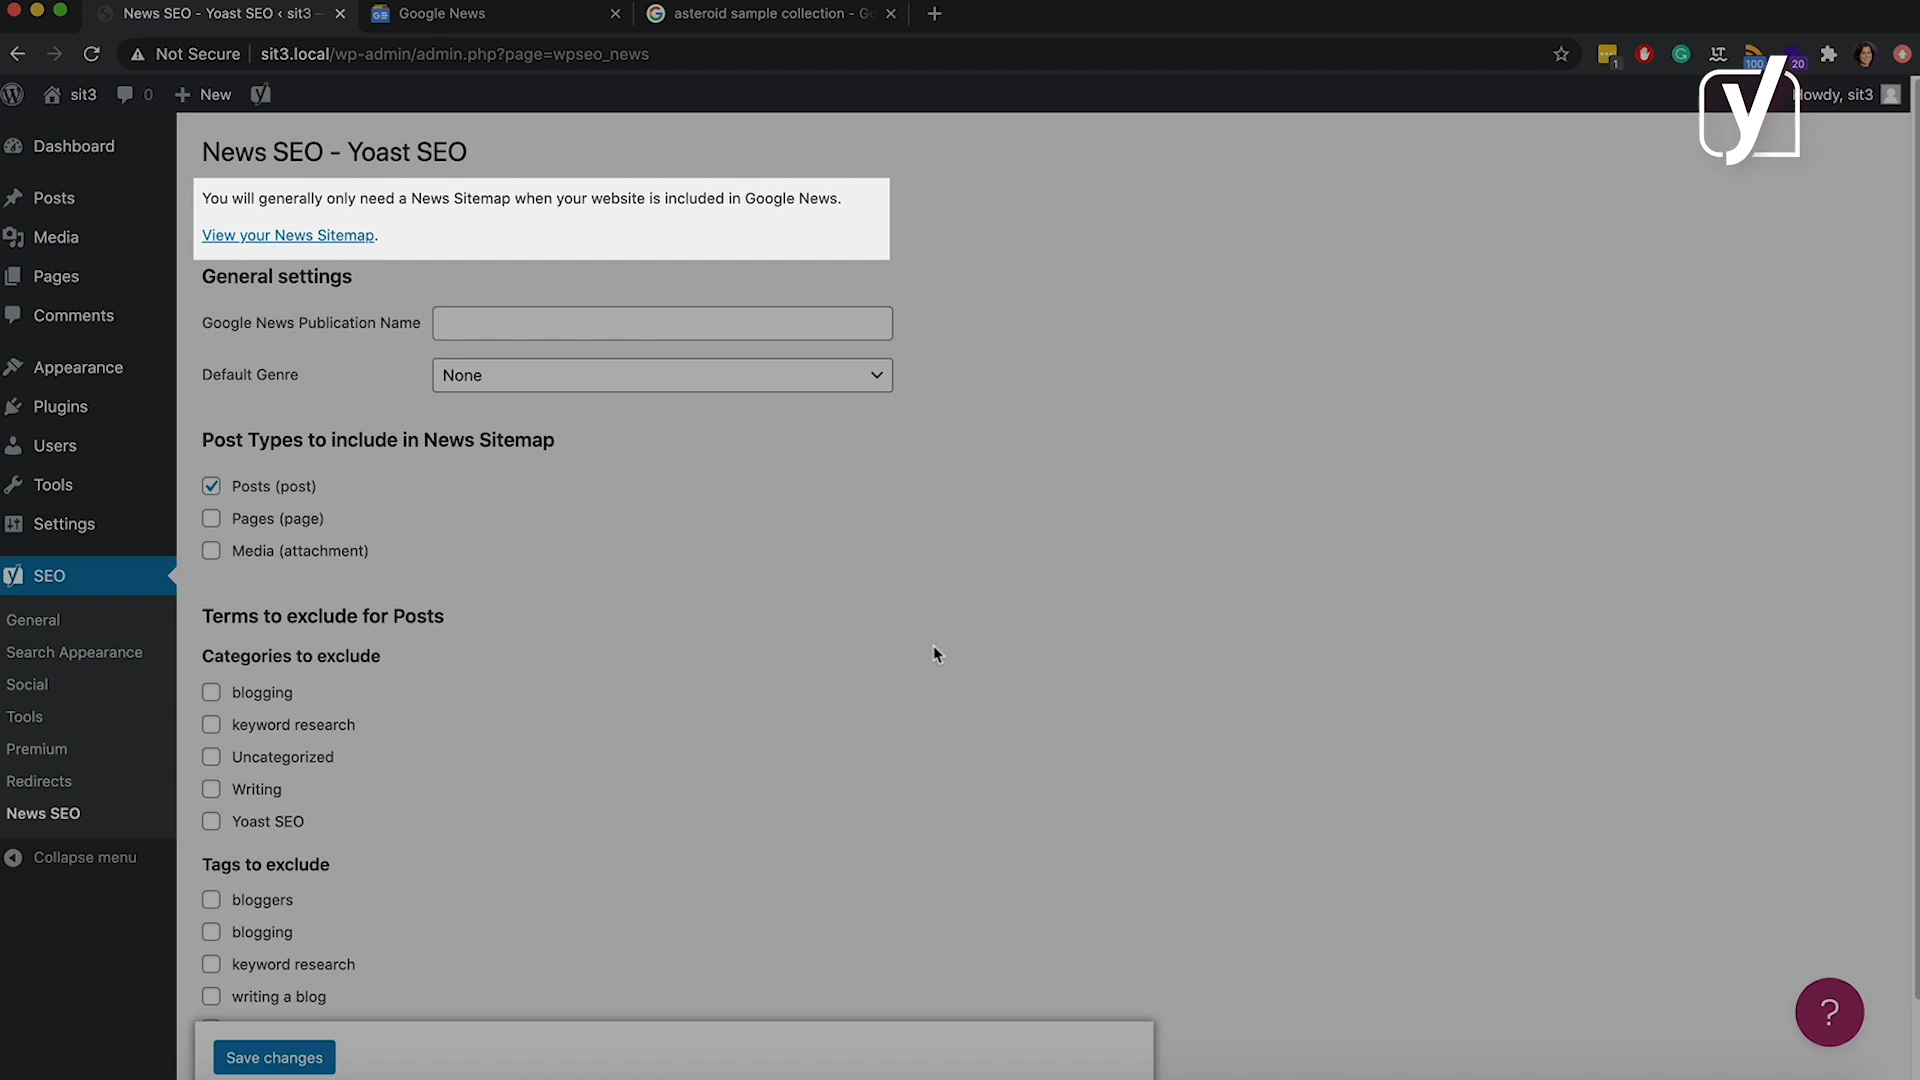 News SEO - Yoast SEO ‹ sit3 —
Google News
asteroid sample collection - Go
Not Secure
sit3.local/wp-admin/admin.php?page=wpseo_news
1
100
20
sit3
0
New
Howdy, sit3
Dashboard
Posts
Media
Pages
Comments
Appearance
Plugins
Users
Tools
Settings
SEO
General
Search Appearance
Social
Tools
Premium
Redirects
News SEO
Collapse menu
News SEO - Yoast SEO
You will generally only need a News Sitemap when your website is included in Google News.
View your News Sitemap.
General settings
Google News Publication Name
Default Genre
None
Post Types to include in News Sitemap
Posts (post)
Pages (page)
Media (attachment)
Terms to exclude for Posts
Categories to exclude
blogging
keyword research
Uncategorized
Writing
Yoast SEO
Tags to exclude
bloggers
blogging
keyword research
writing a blog
Save changes
?
y